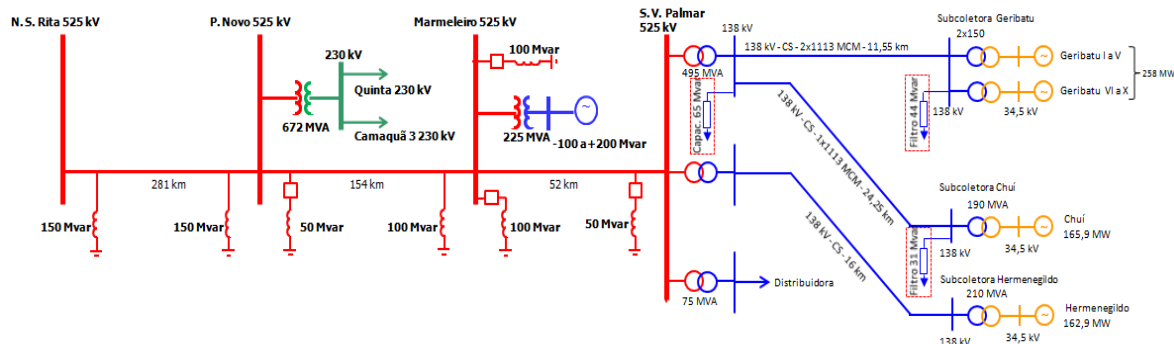 N.S. Rita 525 kV
P. Novo 525 kV
Marmeleiro 525 kV
S.V. Palmar
525 kV
230 kV
Quinta 230 kV
Camaquã 3 230 kV
672 MVA
100 Mvar
225 MVA
-100 a +200 Mvar
281 km
154 km
52 km
150 Mvar
150 Mvar
50 Mvar
100 Mvar
100 Mvar
50 Mvar
138 kV
495 MVA
Capac. 65 Mvar
138 kV - CS - 2x1113 MCM - 11,55 km
138 kV - CS - 1x1113 MCM - 24,25 km
138 kV - CS - 16 km
75 MVA
Distribuidora
Subcoletora Geribatu
2x150
Filtro 44 Mvar
138 kV
34,5 kV
Geribatu I a V
Geribatu VI a X
258 MW
Subcoletora Chuí
190 MVA
Filtro 31 Mvar
138 kV
34,5 kV
Chuí
165,9 MW
Subcoletora Hermenegildo
210 MVA
138 kV
34,5 kV
Hermenegildo
162,9 MW